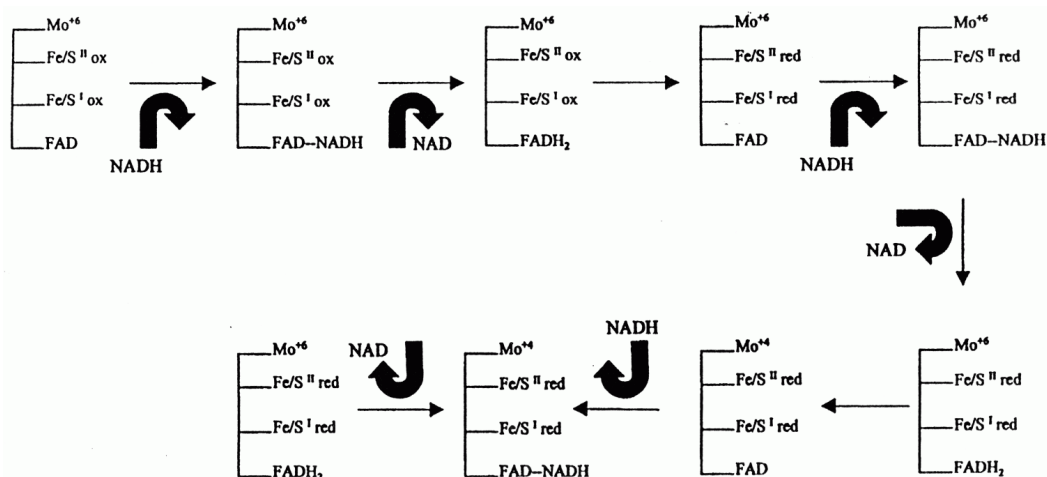 Mo+6
Fe/S II ox
Fe/S I ox
FAD
NADH
Mo+6
Fe/S II ox
Fe/S I ox
FAD--NADH
NAD
Mo+6
Fe/S II ox
Fe/S I ox
FADH2
Mo+6
Fe/S II red
Fe/S I red
FAD
NADH
Mo+6
Fe/S II red
Fe/S I red
FAD--NADH
NAD
Mo+6
Fe/S II red
Fe/S I red
FADH2
NAD
Mo+4
Fe/S II red
Fe/S I red
FAD--NADH
NADH
Mo+4
Fe/S II red
Fe/S I red
FAD
Mo+6
Fe/S II red
Fe/S I red
FADH2